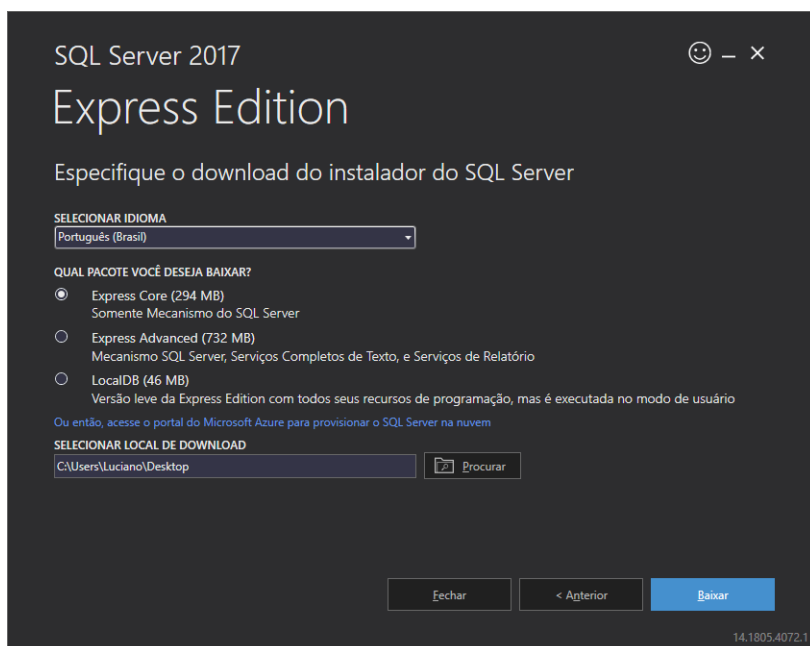 SQL Server 2017
Express Edition
Especifique o download do instalador do SQL Server
SELECIONAR IDIOMA
Português (Brasil)
QUAL PACOTE VOCÊ DESEJA BAIXAR?
Express Core (294 MB)
Somente Mecanismo do SQL Server
Express Advanced (732 MB)
Mecanismo SQL Server, Serviços Completos de Texto, e Serviços de Relatório
LocalDB (46 MB)
Versão leve da Express Edition com todos seus recursos de programação, mas é executada no modo de usuário
Ou então, acesse o portal do Microsoft Azure para provisionar o SQL Server na nuvem
SELECIONAR LOCAL DE DOWNLOAD
C:\Users\Luciano\Desktop
Procurar
Fechar
< Anterior
Baixar
14.1805.4072.1